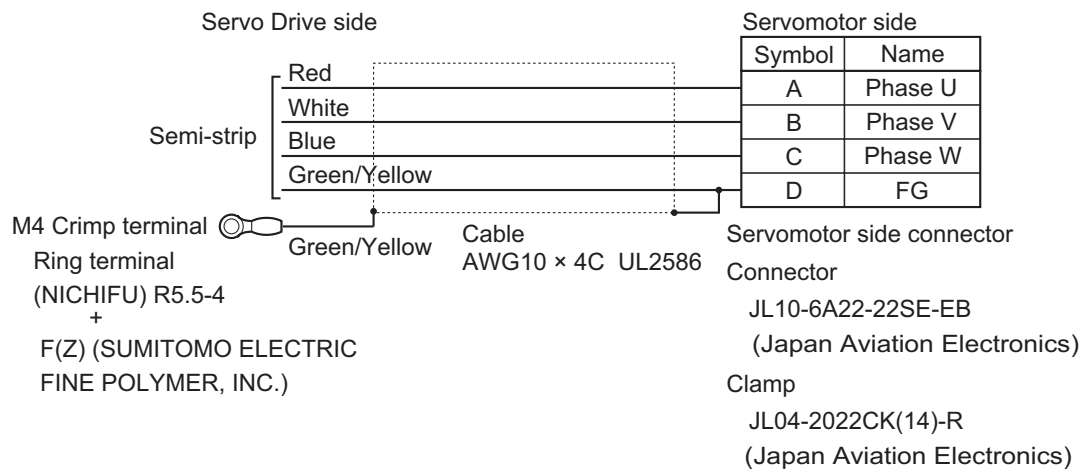 Servo Drive side
Servomotor side
Symbol Name
Red
A Phase U
White
B Phase V
Semi-strip
Blue
C Phase W
Green/Yellow
D FG
M4 Crimp terminal
Green/Yellow
Ring terminal
(NICHIFU) R5.5-4
+
F(Z) (SUMITOMO ELECTRIC
FINE POLYMER, INC.)
Cable
AWG10 × 4C UL2586
Servomotor side connector
Connector
JL10-6A22-22SE-EB
(Japan Aviation Electronics)
Clamp
JL04-2022CK(14)-R
(Japan Aviation Electronics)